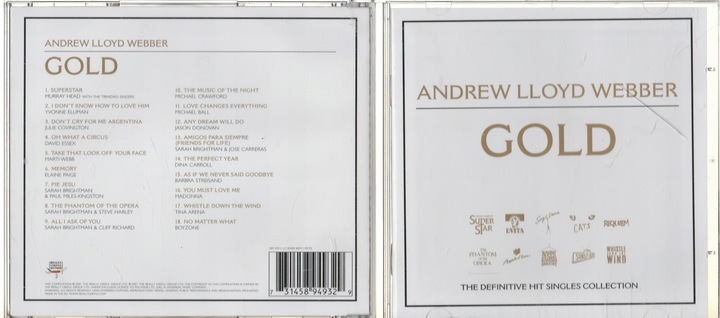 ANDREW LLOYD WEBBER
GOLD
1. SUPERSTAR
MURRAY HEAD WITH THE TRINIDAD SINGERS
2. I DON'T KNOW HOW TO LOVE HIM
YVONNE ELLIMAN
3. DON'T CRY FOR ME ARGENTINA
JULIE COVINGTON
4. OH WHAT A CIRCUS
DAVID ESSEX
5. TAKE THAT LOOK OFF YOUR FACE
MARTI WEBB
6. MEMORY
ELAINE PAIGE
7. PIE JESU
SARAH BRIGHTMAN
& PAUL MILES-KINGSTON
8. THE PHANTOM OF THE OPERA
SARAH BRIGHTMAN & STEVE HARLEY
9. ALL I ASK OF YOU
SARAH BRIGHTMAN & CLIFF RICHARD
10. THE MUSIC OF THE NIGHT
MICHAEL CRAWFORD
11. LOVE CHANGES EVERYTHING
MICHAEL BALL
12. ANY DREAM WILL DO
JASON DONOVAN
13. AMIGOS PARA SIEMPRE
(FRIENDS FOR LIFE)
SARAH BRIGHTMAN & JOSE CARRERAS
14. THE PERFECT YEAR
DINA CARROLL
15. AS IF WE NEVER SAID GOODBYE
BARBRA STREISAND
16. YOU MUST LOVE ME
MADONNA
17. WHISTLE DOWN THE WIND
TINA ARENA
18. NO MATTER WHAT
BOYZONE
7 31458 94932 9
ANDREW LLOYD WEBBER
GOLD
SUPER
STAR
EVITA
CATS
REQUIEM
THE
PHANTOM
OF THE
OPERA
WHISTLE
DOWN
THE
WIND
THE DEFINITIVE HIT SINGLES COLLECTION